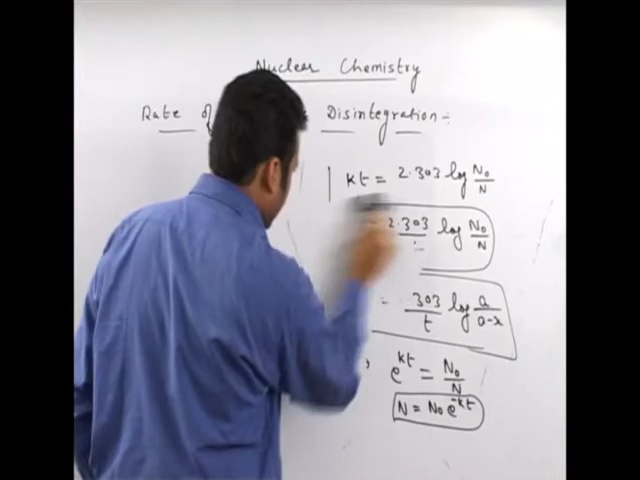 Nuclear Chemistry
Rate of Disintegration :-
kt = 2.303 log N₀/N
2.303/t log N₀/N
= .303/t log a/a-x
e^kt = N₀/N
N = N₀ e^-kt